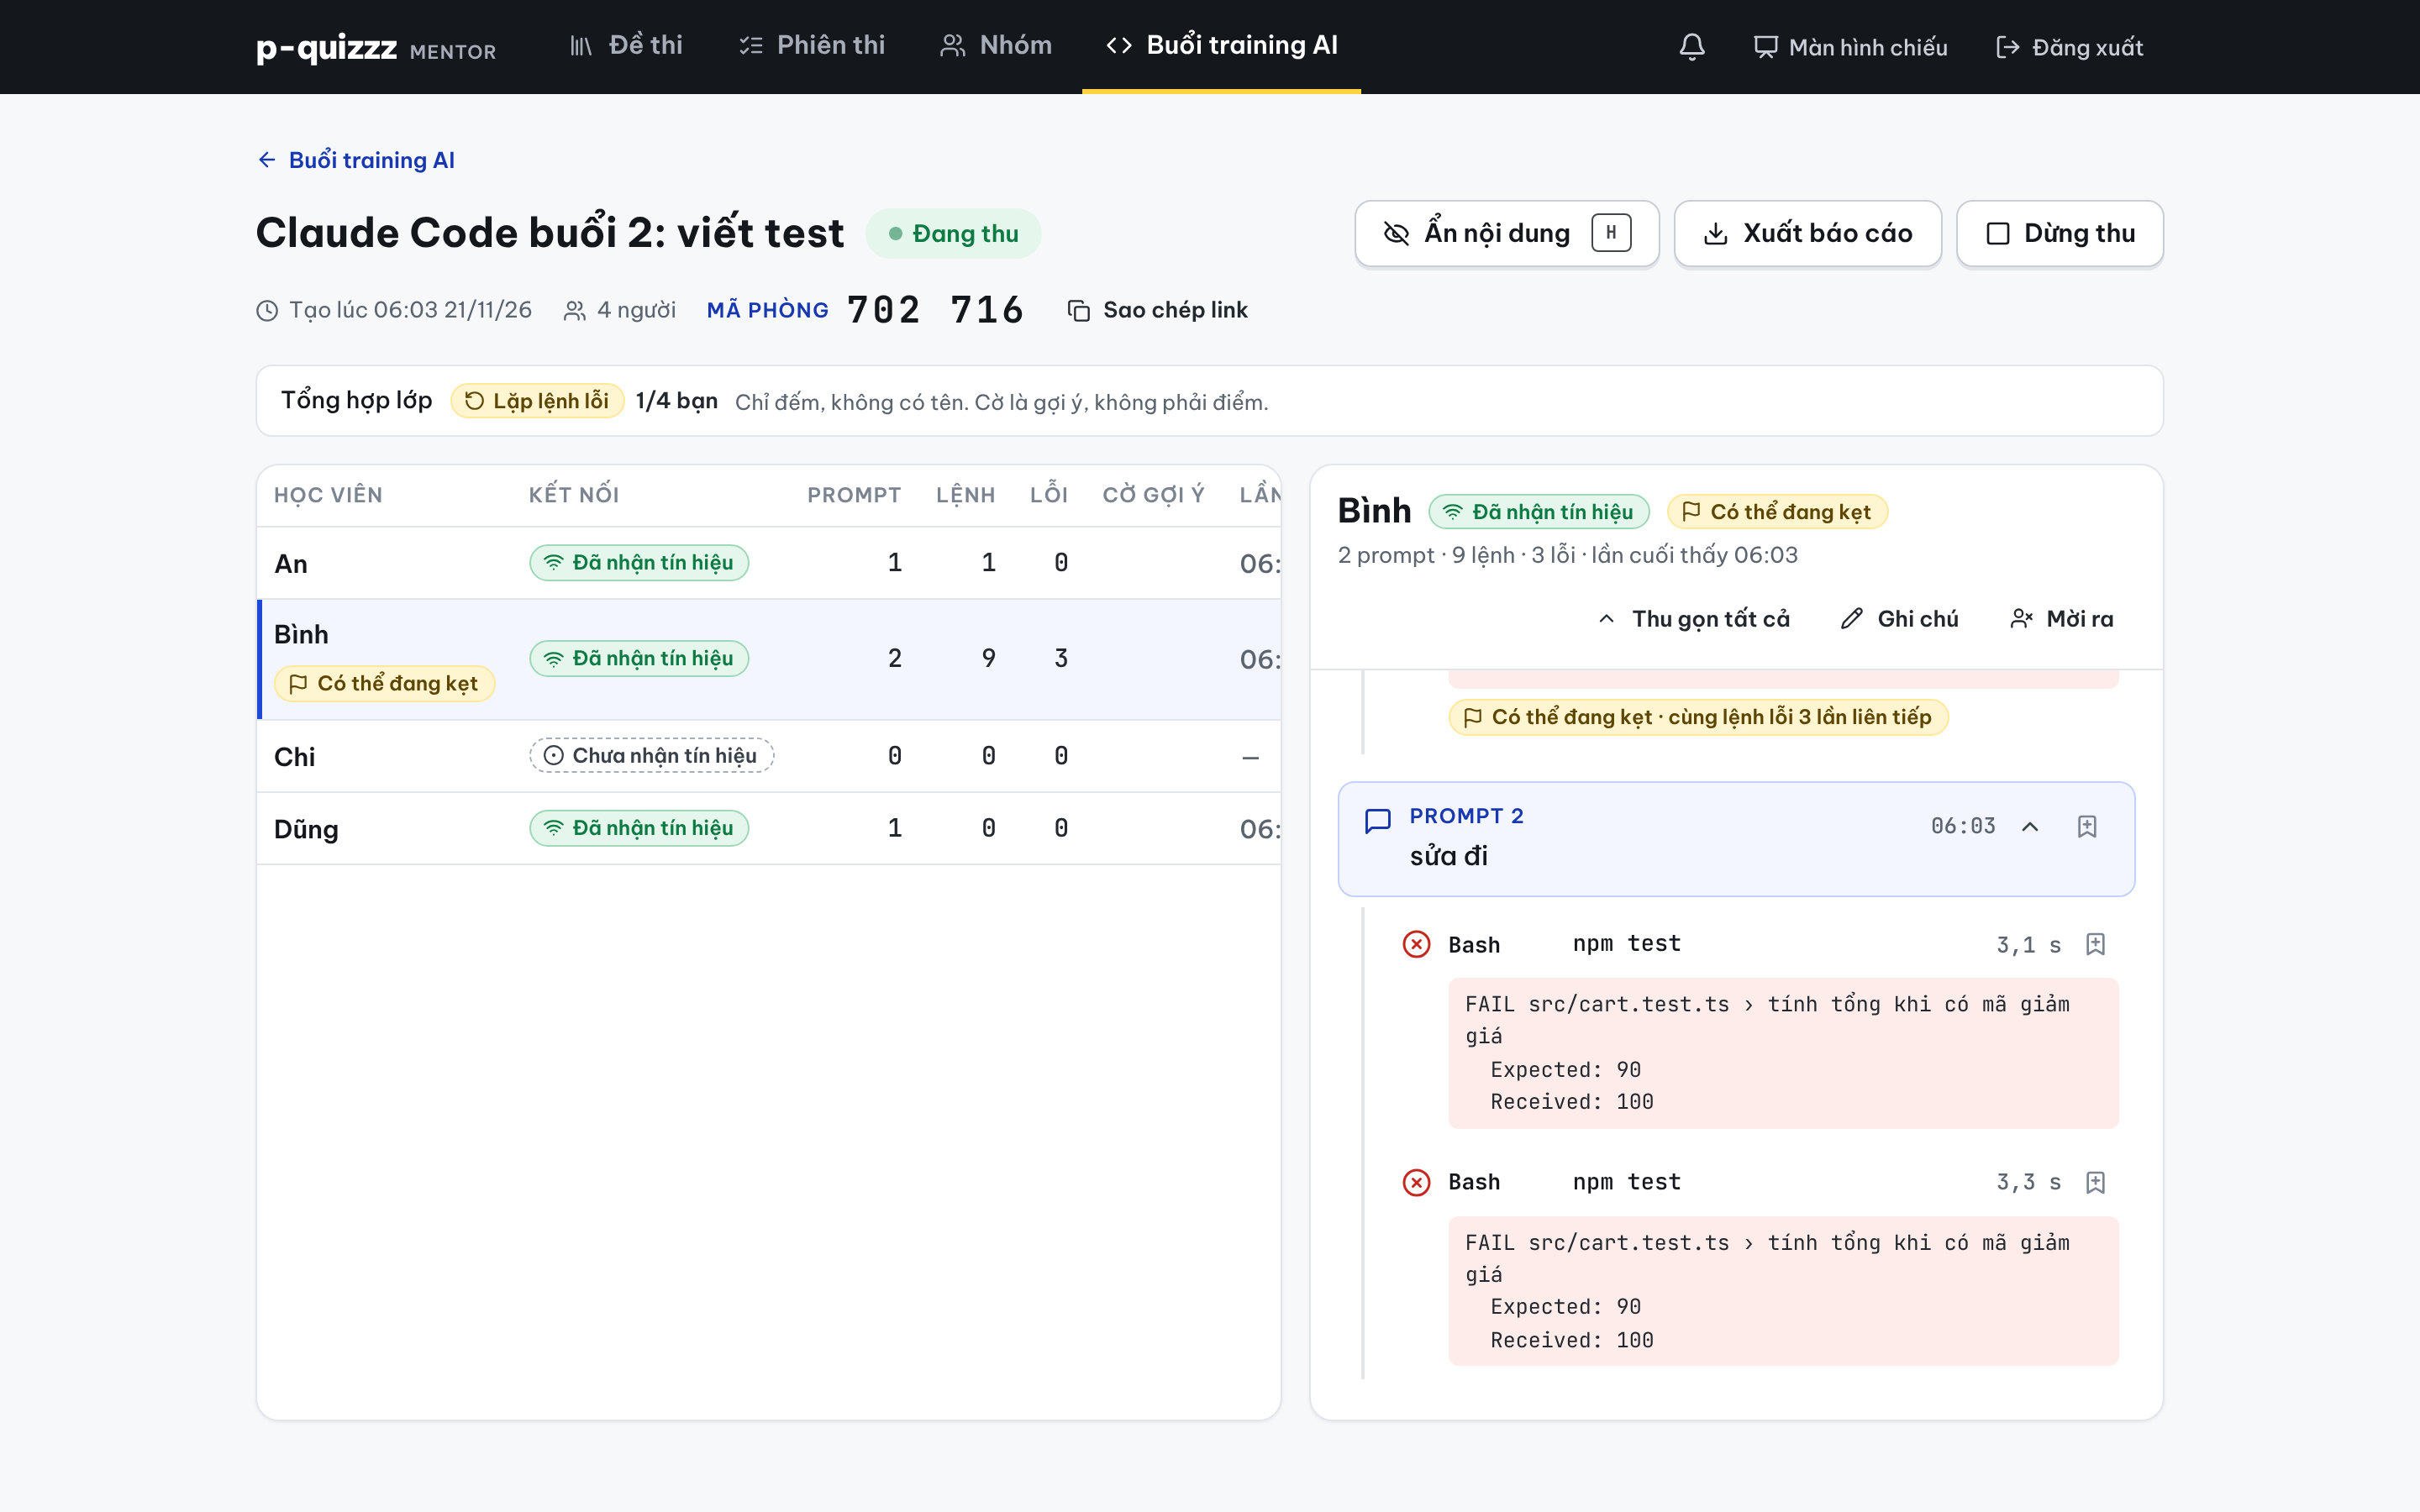 p-quizzz MENTOR
Đề thi
Phiên thi
Nhóm
Buổi training AI
Màn hình chiếu
Đăng xuất
Buổi training AI
Claude Code buổi 2: viết test
Đang thu
Ẩn nội dung H
Xuất báo cáo
Dừng thu
Tạo lúc 06:03 21/11/26
4 người
MÃ PHÒNG 702 716
Sao chép link
Tổng hợp lớp Lặp lệnh lỗi 1/4 bạn Chỉ đếm, không có tên. Cờ là gợi ý, không phải điểm.
HỌC VIÊN KẾT NỐI PROMPT LỆNH LỖI CỜ GỢI Ý LẦN
An Đã nhận tín hiệu 1 1 0 06:
Bình
Có thể đang kẹt
Đã nhận tín hiệu 2 9 3 06:
Chi Chưa nhận tín hiệu 0 0 0 –
Dũng Đã nhận tín hiệu 1 0 0 06:
Bình Đã nhận tín hiệu Có thể đang kẹt
2 prompt · 9 lệnh · 3 lỗi · lần cuối thấy 06:03
Thu gọn tất cả
Ghi chú
Mời ra
Có thể đang kẹt · cùng lệnh lỗi 3 lần liên tiếp
PROMPT 2 06:03
sửa đi
Bash npm test 3,1 s
FAIL src/cart.test.ts › tính tổng khi có mã giảm
giá
Expected: 90
Received: 100
Bash npm test 3,3 s
FAIL src/cart.test.ts › tính tổng khi có mã giảm
giá
Expected: 90
Received: 100